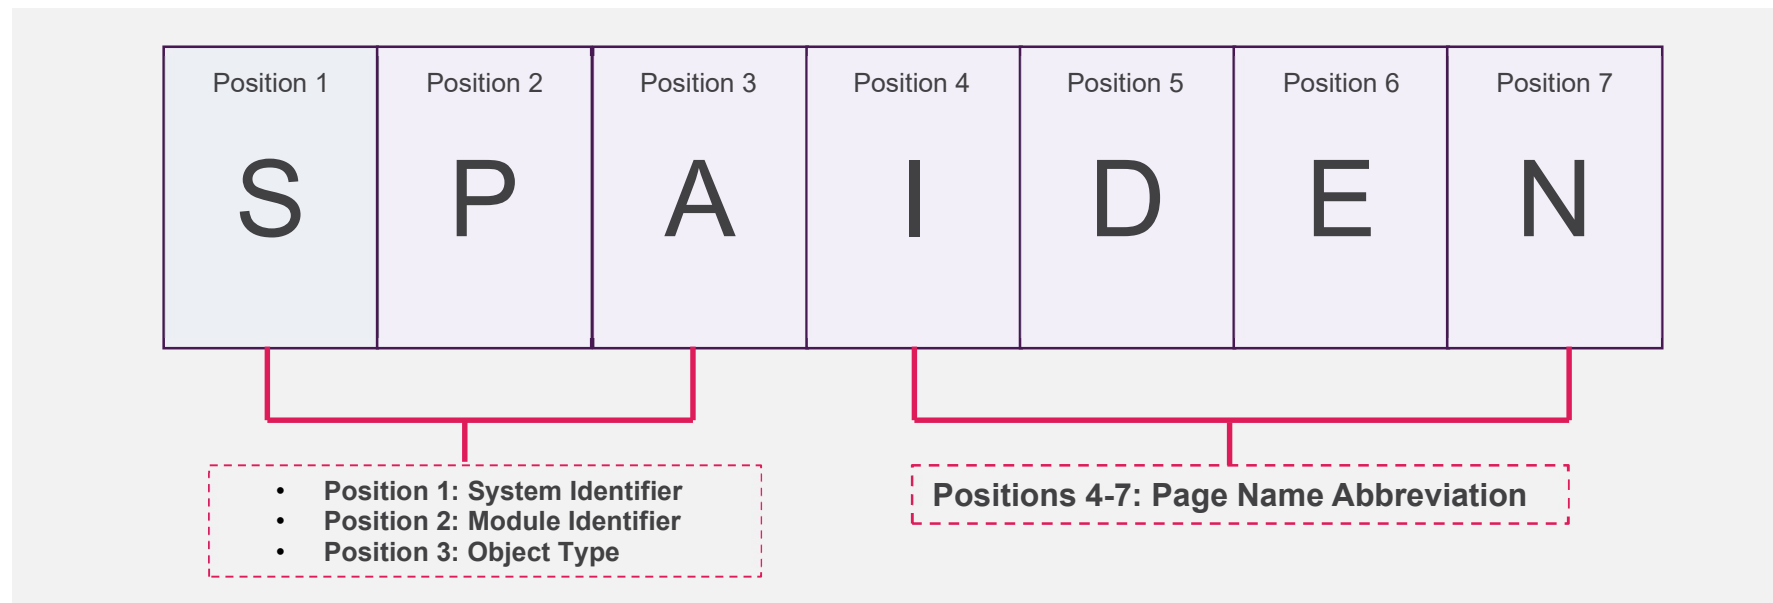 Position 1 Position 2 Position 3 Position 4 Position 5 Position 6 Position 7
S P A I D E N
• Position 1: System Identifier
• Position 2: Module Identifier
• Position 3: Object Type
Positions 4-7: Page Name Abbreviation